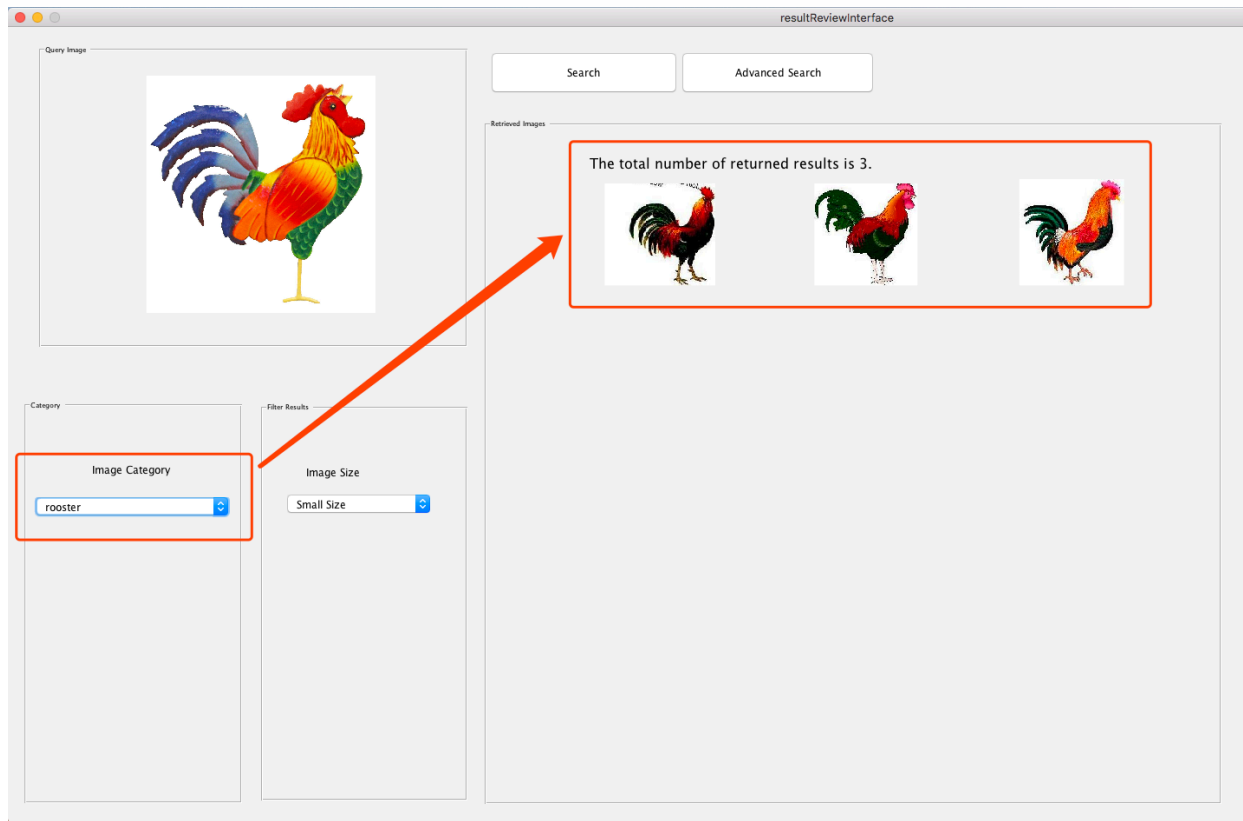 resultReviewInterface
Query Image
Search
Advanced Search
Retrieved Images
The total number of returned results is 3.
Category
Image Category
rooster
Filter Results
Image Size
Small Size